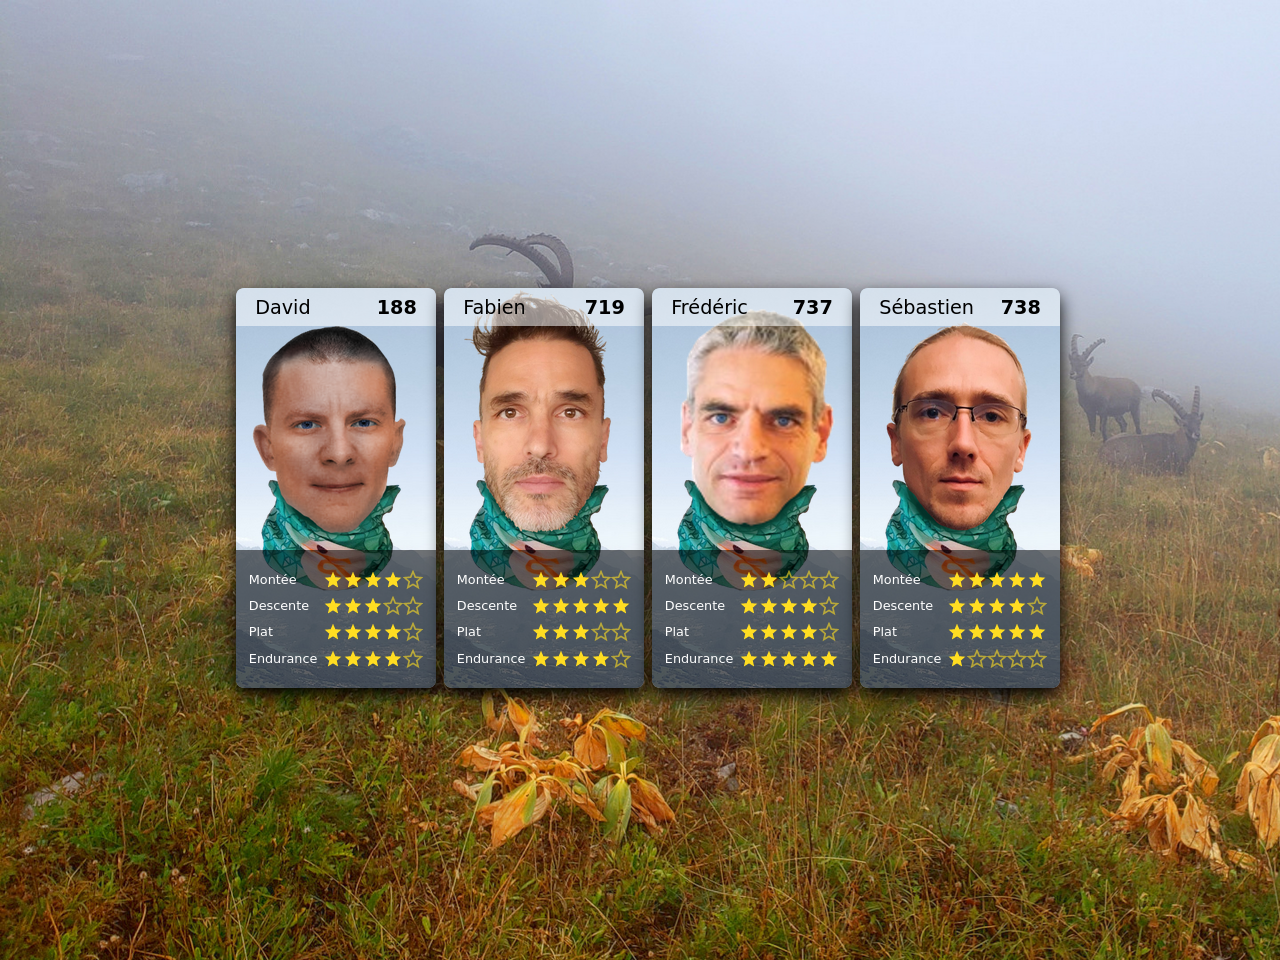 David 188
Montée
Descente
Plat
Endurance
Fabien 719
Montée
Descente
Plat
Endurance
Frédéric 737
Montée
Descente
Plat
Endurance
Sébastien 738
Montée
Descente
Plat
Endurance